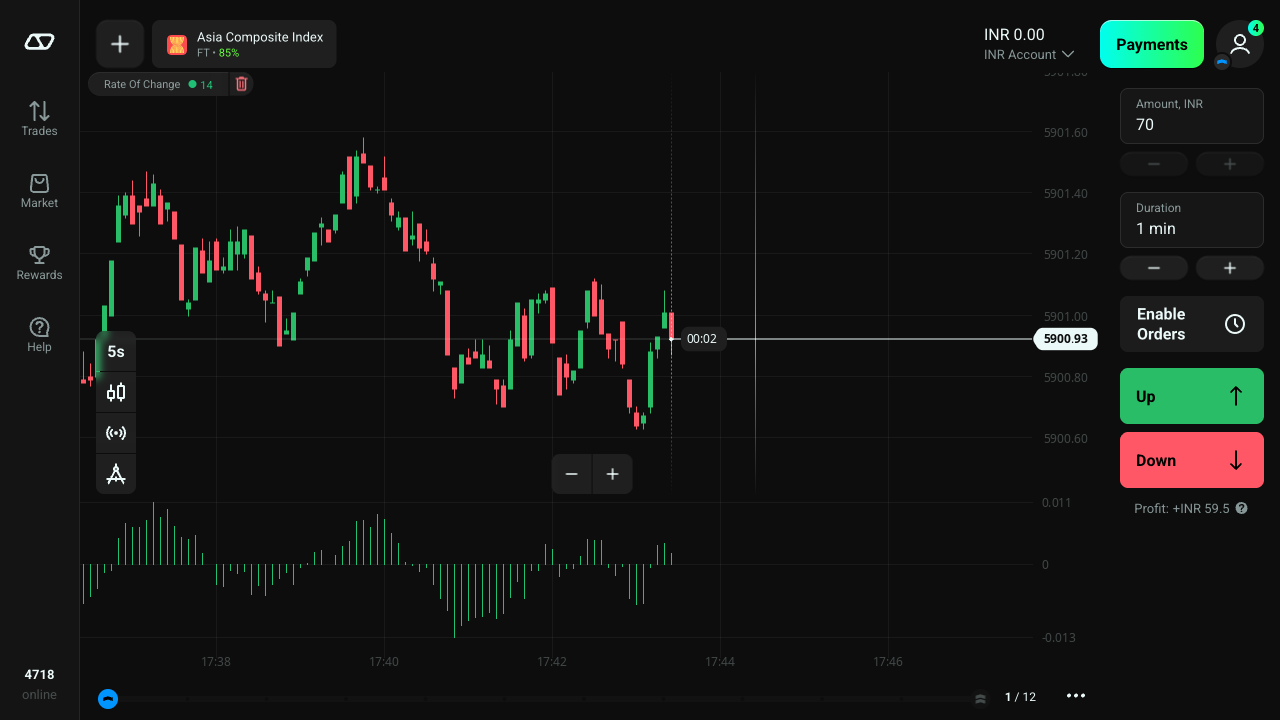 Asia Composite Index
FT • 85%
INR 0.00
INR Account
Payments
4
Rate Of Change 14
Trades
Market
Rewards
Help
4718
online
5s
5901.60
5901.40
5901.20
5901.00
5900.93
5900.80
5900.60
00:02
0.011
0
-0.013
17:38
17:40
17:42
17:44
17:46
1 / 12
Amount, INR
70
Duration
1 min
Enable
Orders
Up
Down
Profit: +INR 59.5